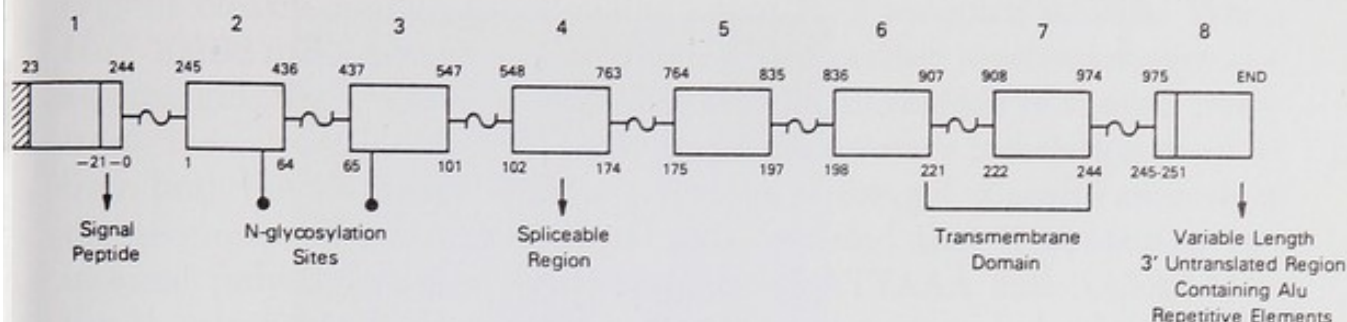 1 2 3 4 5 6 7 8
23 244 245 436 437 547 548 763 764 835 836 907 908 974 975 END
−21−0 1 64 65 101 102 174 175 197 198 221 222 244 245-251
Signal
Peptide
N-glycosylation
Sites
Spliceable
Region
Transmembrane
Domain
Variable Length
3' Untranslated Region
Containing Alu
Repetitive Elements